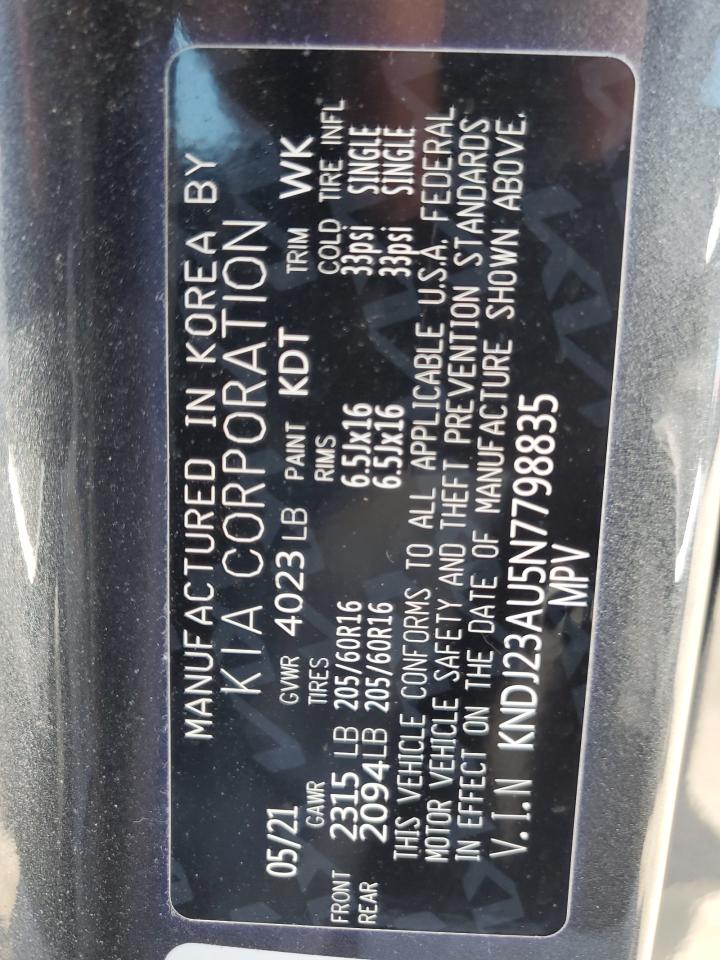 MANUFACTURED IN KOREA BY
KIA CORPORATION
05/21 GVWR 4023 LB PAINT KDT TRIM WK
GAWR TIRES RIMS COLD TIRE INFL
FRONT 2315 LB 205/60R16 6.5Jx16 33psi SINGLE
REAR 2094LB 205/60R16 6.5Jx16 33psi SINGLE
THIS VEHICLE CONFORMS TO ALL APPLICABLE U.S.A. FEDERAL
MOTOR VEHICLE SAFETY AND THEFT PREVENTION STANDARDS
IN EFFECT ON THE DATE OF MANUFACTURE SHOWN ABOVE.
V.I.N KNDJ23AU5N7798835
MPV